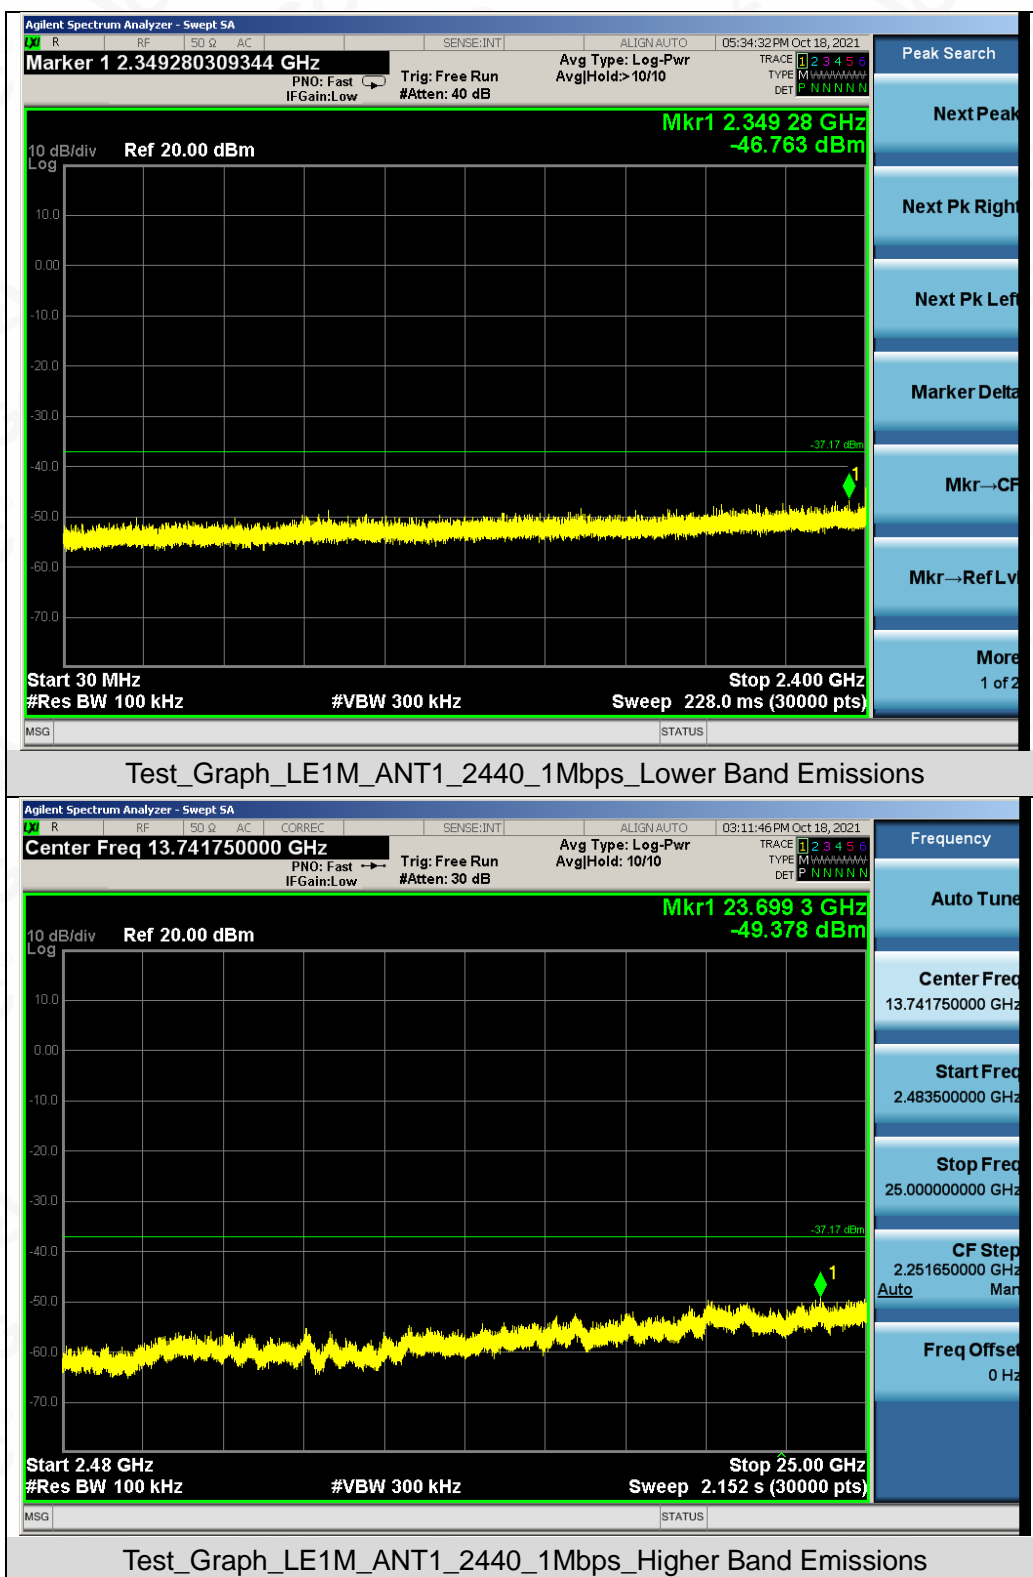 Agilent Spectrum Analyzer - Swept SA
LXI R RF 50 Ω AC SENSE:INT ALIGN AUTO 05:34:32 PM Oct 18, 2021
Marker 1 2.349280309344 GHz
PNO: Fast
IFGain:Low
Trig: Free Run
#Atten: 40 dB
Avg Type: Log-Pwr
Avg|Hold:>10/10
TRACE 1 2 3 4 5 6
TYPE M WWWWWW
DET P N N N N N
Mkr1 2.349 28 GHz
-46.763 dBm
10 dB/div Ref 20.00 dBm
Log
10.0
0.00
-10.0
-20.0
-30.0
-37.17 dBm
-40.0
1
-50.0
-60.0
-70.0
Start 30 MHz Stop 2.400 GHz
#Res BW 100 kHz #VBW 300 kHz Sweep 228.0 ms (30000 pts)
MSG STATUS
Peak Search
Next Peak
Next Pk Right
Next Pk Left
Marker Delta
Mkr→CF
Mkr→Ref Lvl
More
1 of 2
Test_Graph_LE1M_ANT1_2440_1Mbps_Lower Band Emissions
Agilent Spectrum Analyzer - Swept SA
LXI R RF 50 Ω AC CORREC SENSE:INT ALIGN AUTO 03:11:46 PM Oct 18, 2021
Center Freq 13.741750000 GHz
PNO: Fast
IFGain:Low
Trig: Free Run
#Atten: 30 dB
Avg Type: Log-Pwr
Avg|Hold: 10/10
TRACE 1 2 3 4 5 6
TYPE M WWWWWW
DET P N N N N N
Mkr1 23.699 3 GHz
-49.378 dBm
10 dB/div Ref 20.00 dBm
Log
10.0
0.00
-10.0
-20.0
-30.0
-37.17 dBm
-40.0
1
-50.0
-60.0
-70.0
Start 2.48 GHz Stop 25.00 GHz
#Res BW 100 kHz #VBW 300 kHz Sweep 2.152 s (30000 pts)
MSG STATUS
Frequency
Auto Tune
Center Freq
13.741750000 GHz
Start Freq
2.483500000 GHz
Stop Freq
25.000000000 GHz
CF Step
2.251650000 GHz
Auto Man
Freq Offset
0 Hz
Test_Graph_LE1M_ANT1_2440_1Mbps_Higher Band Emissions